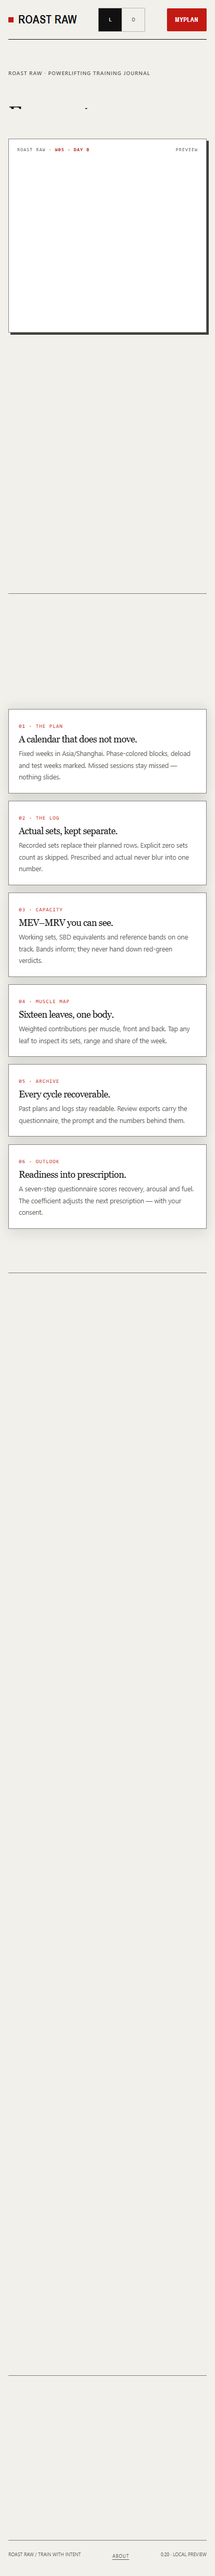 ROAST RAW
L
D
MYPLAN
ROAST RAW · POWERLIFTING TRAINING JOURNAL
ROAST RAW · W05 · DAY B
PREVIEW
01 · THE PLAN
A calendar that does not move.
Fixed weeks in Asia/Shanghai. Phase-colored blocks, deload
and test weeks marked. Missed sessions stay missed —
nothing slides.
02 · THE LOG
Actual sets, kept separate.
Recorded sets replace their planned rows. Explicit zero sets
count as skipped. Prescribed and actual never blur into one
number.
03 · CAPACITY
MEV–MRV you can see.
Working sets, SBD equivalents and reference bands on one
track. Bands inform; they never hand down red-green
verdicts.
04 · MUSCLE MAP
Sixteen leaves, one body.
Weighted contributions per muscle, front and back. Tap any
leaf to inspect its sets, range and share of the week.
05 · ARCHIVE
Every cycle recoverable.
Past plans and logs stay readable. Review exports carry the
questionnaire, the prompt and the numbers behind them.
06 · OUTLOOK
Readiness into prescription.
A seven-step questionnaire scores recovery, arousal and fuel.
The coefficient adjusts the next prescription — with your
consent.
ROAST RAW / TRAIN WITH INTENT
ABOUT
0.20 · LOCAL PREVIEW